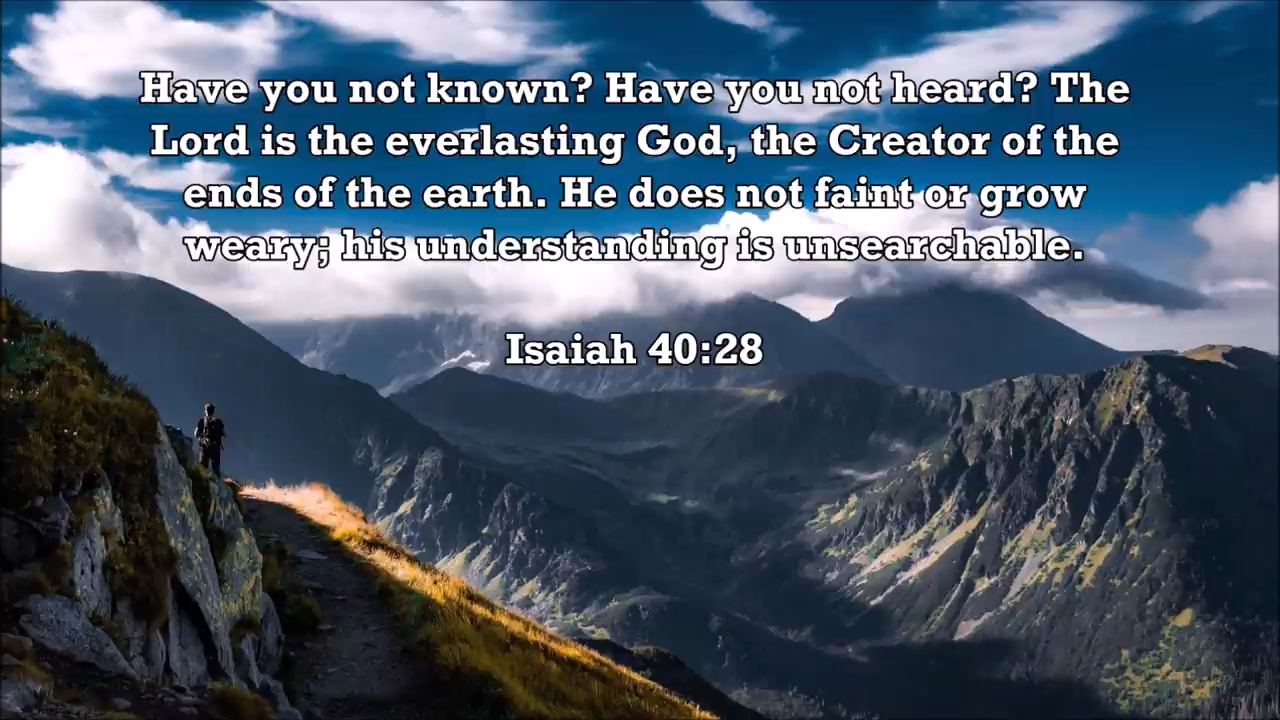 Have you not known? Have you not heard? The
Lord is the everlasting God, the Creator of the
ends of the earth. He does not faint or grow
weary; his understanding is unsearchable.
Isaiah 40:28